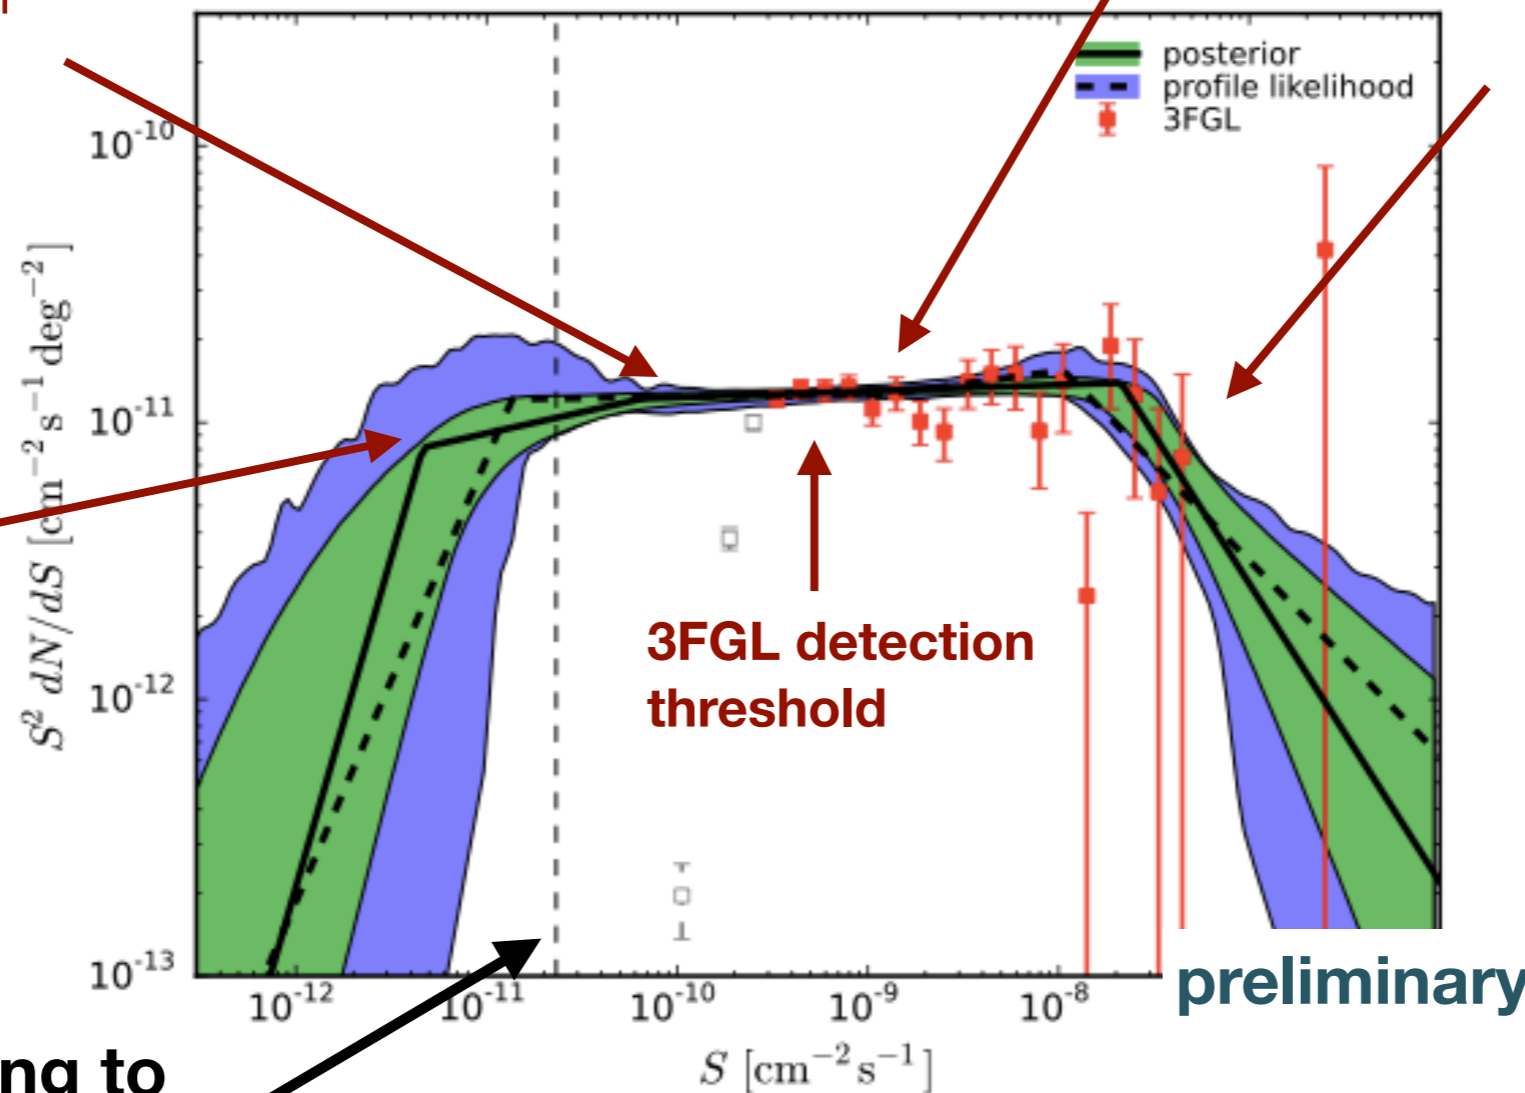 posterior
profile likelihood
3FGL
10^-10
10^-11
10^-12
10^-13
S^2 dN/dS [cm^-2 s^-1 deg^-2]
3FGL detection
threshold
preliminary
10^-12 10^-11 10^-10 10^-9 10^-8
S [cm^-2 s^-1]
ng to